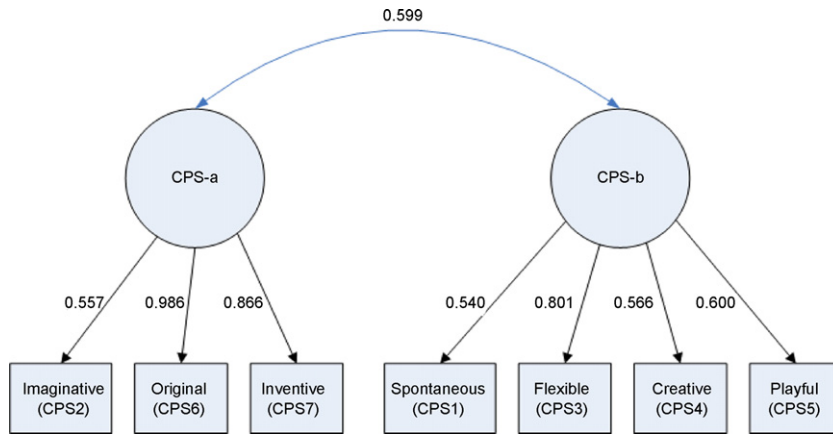 0.599
CPS-a
CPS-b
0.557
0.986
0.866
0.540
0.801
0.566
0.600
Imaginative
(CPS2)
Original
(CPS6)
Inventive
(CPS7)
Spontaneous
(CPS1)
Flexible
(CPS3)
Creative
(CPS4)
Playful
(CPS5)